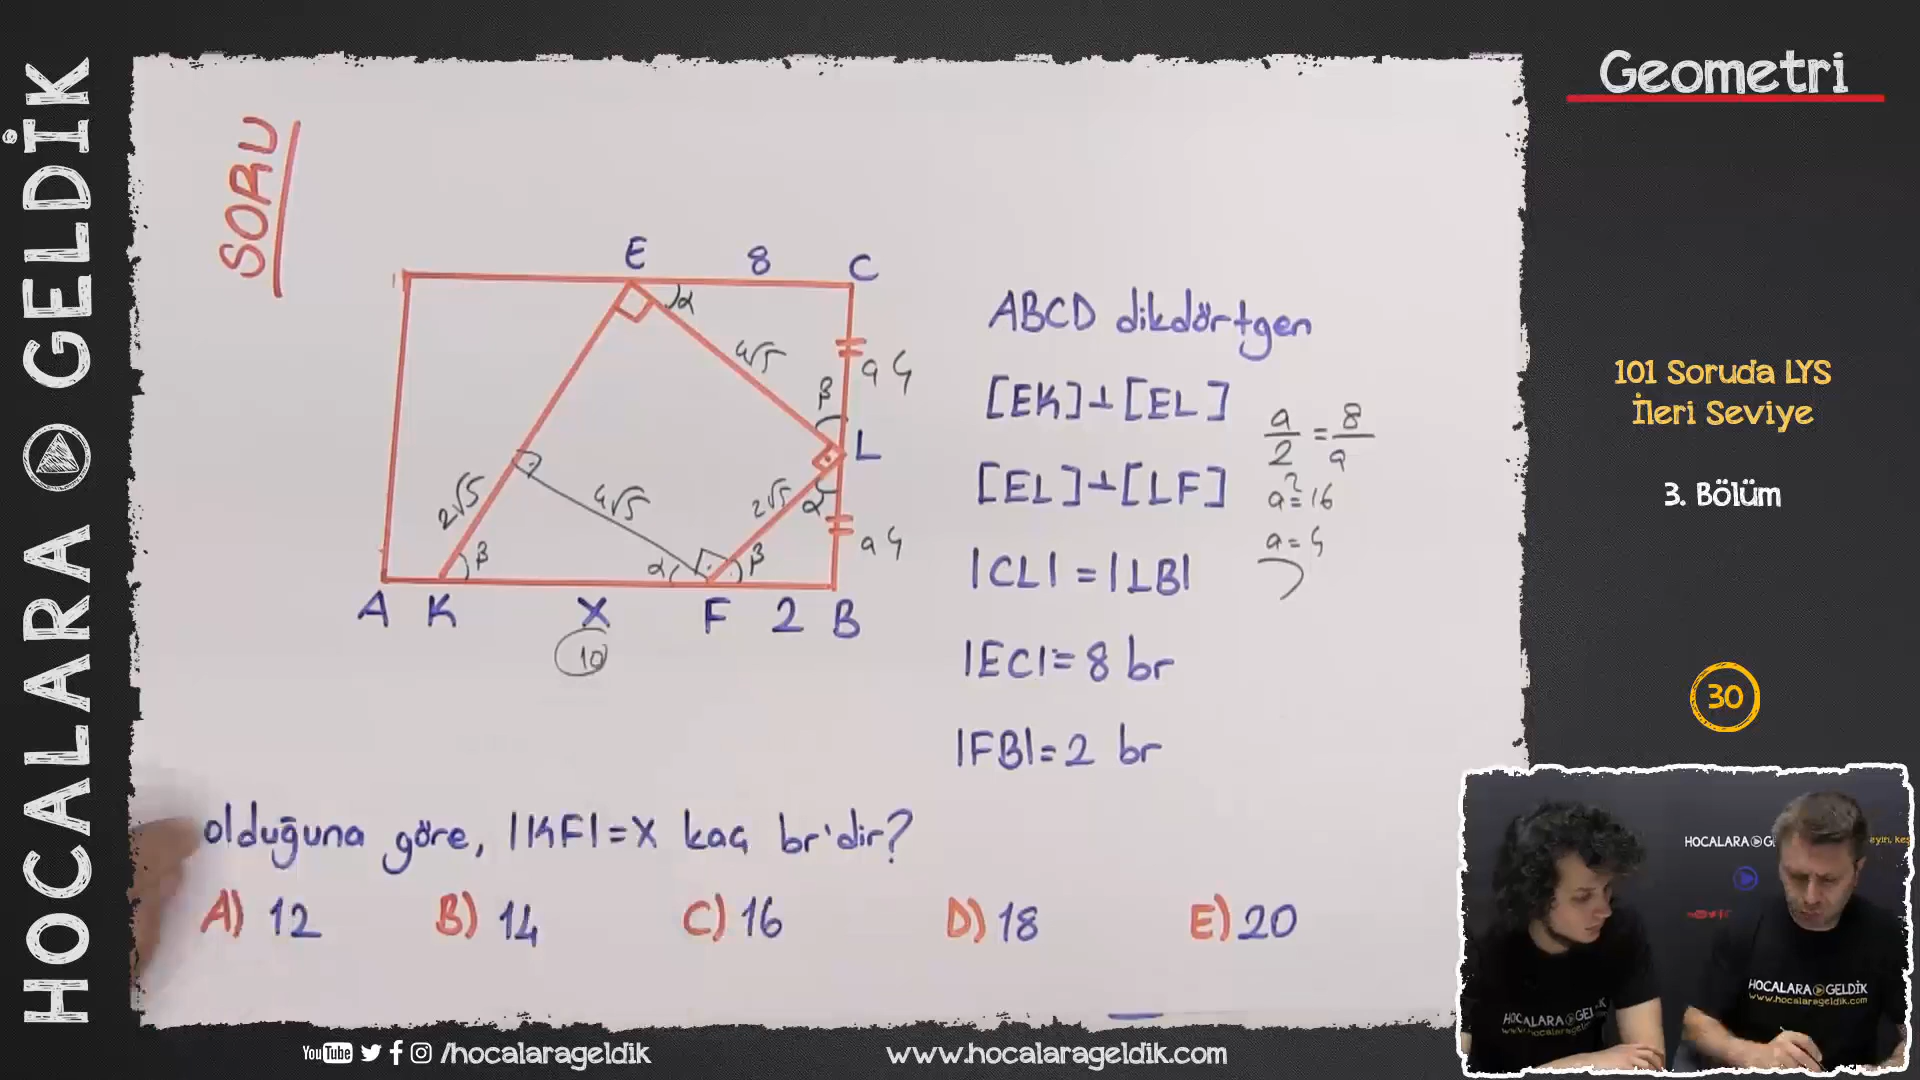 HOCALARA GELDİK
Geometri
SORU
E 8 C
α
4√5
a 4
β
L
2√5
4√5
2√5
α
a 4
β
α
β
A K X F 2 B
10
ABCD dikdörtgen
[EK]⊥[EL]
[EL]⊥[LF]
|CL| = |LB|
|EC|= 8 br
|FB|= 2 br
a/2 = 8/a
a²=16
a=4
olduğuna göre, |KF|=X kaç br'dir?
A) 12 B) 14 C) 16 D) 18 E) 20
101 Soruda LYS
İleri Seviye
3. Bölüm
30
HOCALARA G
HOCALARA GEL
HOCALARA GELDİK
www.hocalarageldik.com
YouTube /hocalarageldik
www.hocalarageldik.com